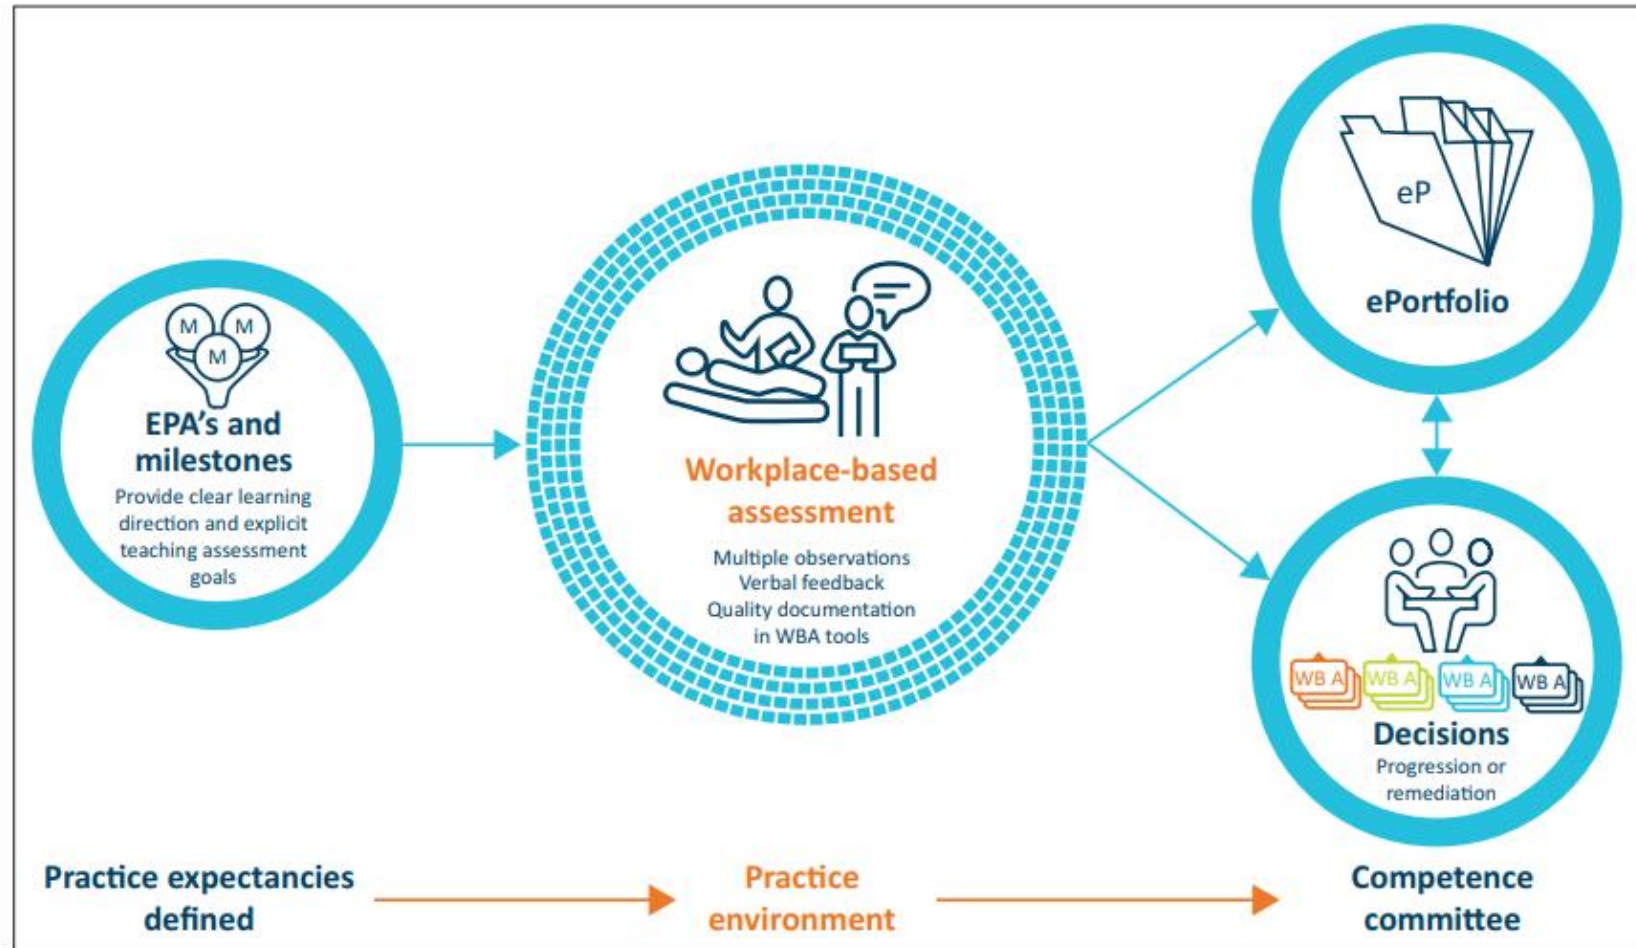 M M
M
EPA's and
milestones
Provide clear learning
direction and explicit
teaching assessment
goals
Workplace-based
assessment
Multiple observations
Verbal feedback
Quality documentation
in WBA tools
eP
ePortfolio
WB A WB A WB A WB A
Decisions
Progression or
remediation
Practice expectancies
defined
Practice
environment
Competence
committee